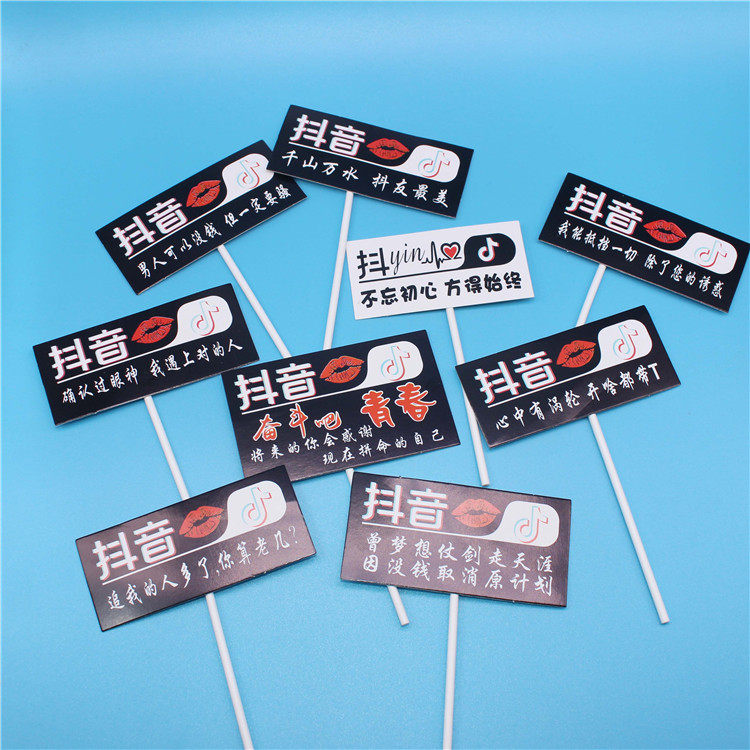 抖音
千山万水 抖友最美
抖音
男人可以没钱 但一定要骚
抖yin
不忘初心 方得始终
抖音
我能抵挡一切 除了您的诱惑
抖音
确认过眼神 我遇上对的人
抖音
奋斗吧 青春
将来的你会感谢
现在拼命的自己
抖音
心中有涡轮 开啥都带T
抖音
追我的人多了,你算老几?
抖音
曾梦想仗剑走天涯
因没钱取消原计划